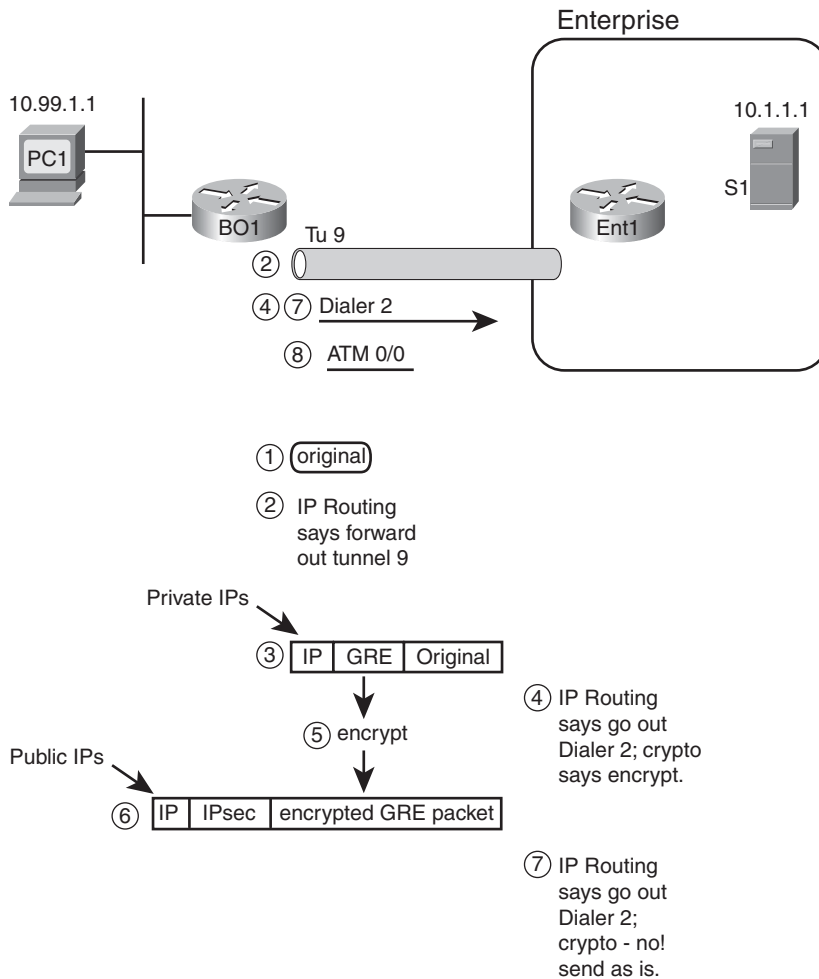 Enterprise
10.99.1.1
10.1.1.1
PC1
S1
BO1
Ent1
Tu 9
2
4 7 Dialer 2
8 ATM 0/0
1 original
2 IP Routing
says forward
out tunnel 9
Private IPs
3 IP GRE Original
4 IP Routing
says go out
Dialer 2; crypto
says encrypt.
5 encrypt
Public IPs
6 IP IPsec encrypted GRE packet
7 IP Routing
says go out
Dialer 2;
crypto - no!
send as is.